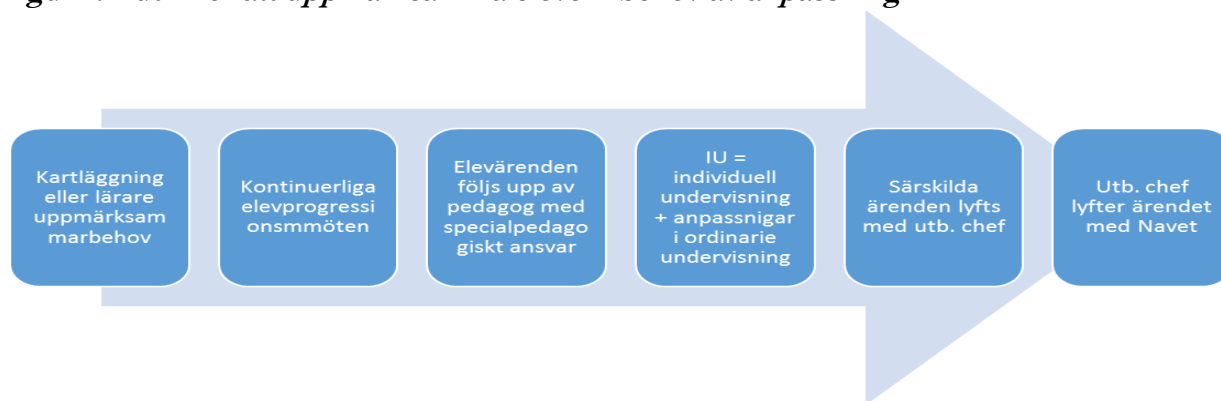 Kartläggning
eller lärare
uppmärksam
marbehov
Kontinuerliga
elevprogressi
onsmmöten
Elevärenden
följs upp av
pedagog med
specialpedago
giskt ansvar
IU =
individuell
undervisning
+ anpassnigar
i ordinarie
undervisning
Särskilda
ärenden lyfts
med utb. chef
Utb. chef
lyfter ärendet
med Navet